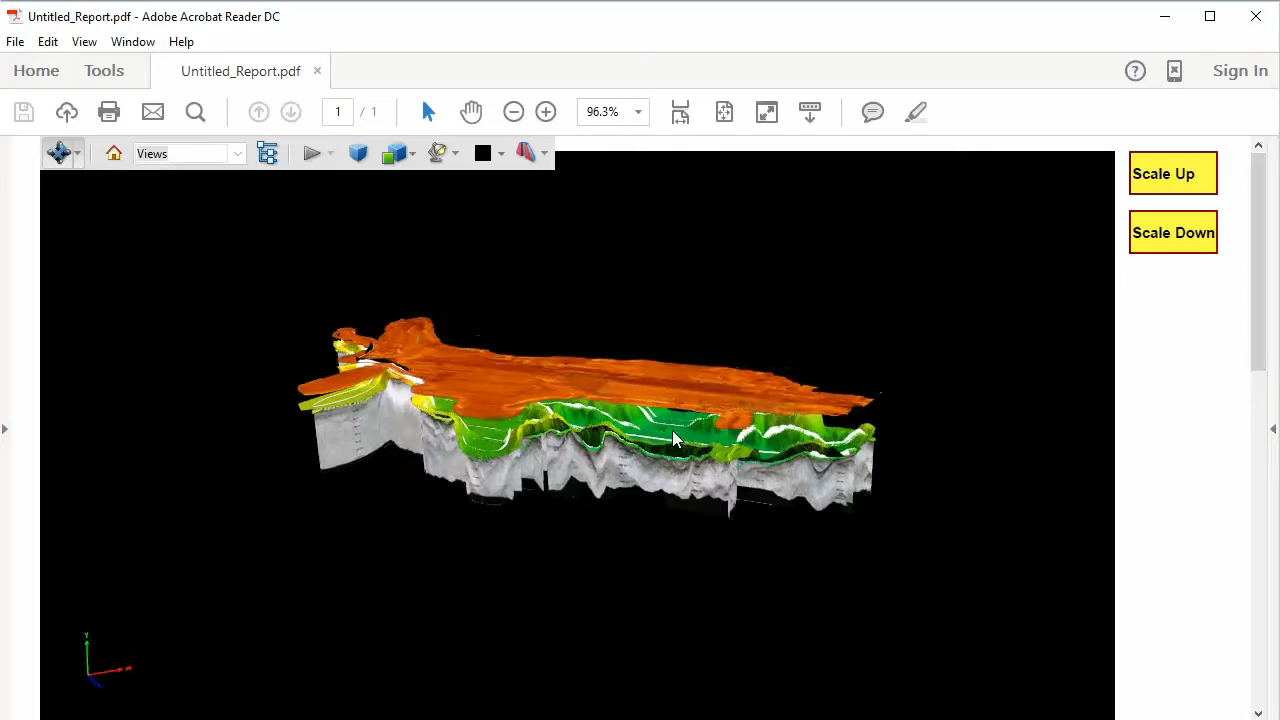 Untitled_Report.pdf - Adobe Acrobat Reader DC
File Edit View Window Help
Home Tools Untitled_Report.pdf × Sign In
1 / 1 96.3%
Views
Scale Up
Scale Down
Y